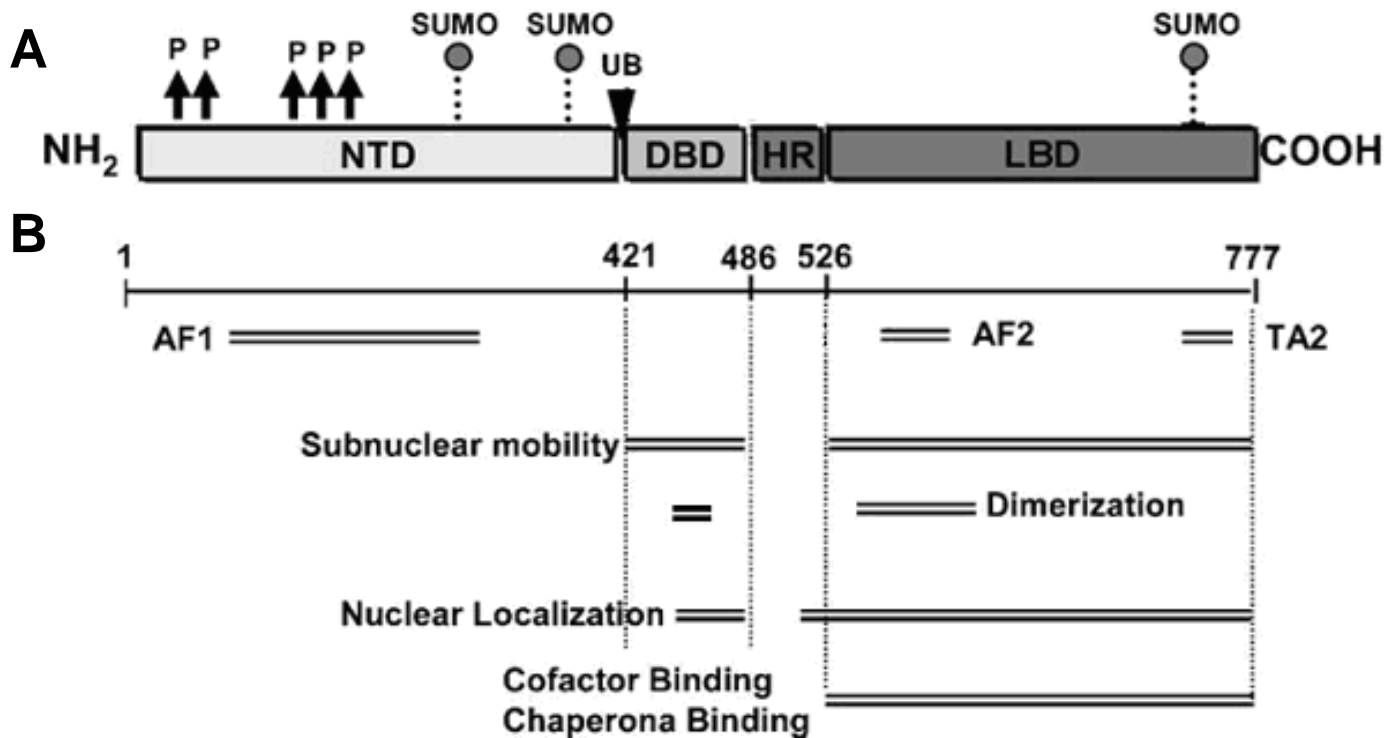 A
SUMO SUMO SUMO
P P P P P UB
NH2 NTD DBD HR LBD COOH
B
1 421 486 526 777
AF1 AF2 TA2
Subnuclear mobility
Dimerization
Nuclear Localization
Cofactor Binding
Chaperona Binding